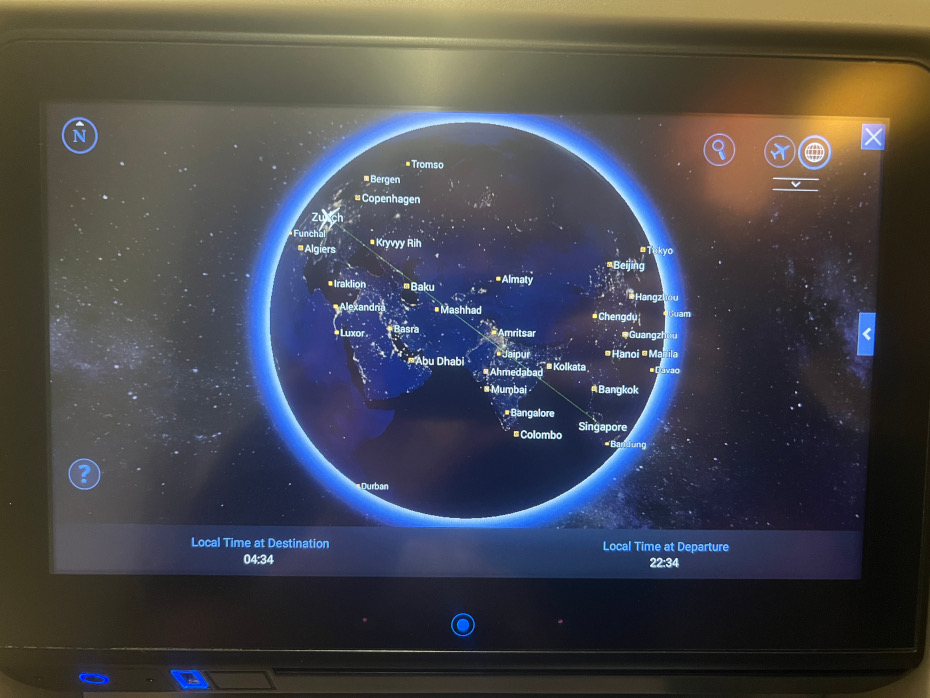 N
Tromso
Bergen
Copenhagen
Zurich
Funchal
Algiers
Kryvyy Rih
Tokyo
Beijing
Almaty
Iraklion
Baku
Hangzhou
Alexandria
Mashhad
Guam
Chengdu
Luxor
Basra
Amritsar
Guangzhou
Jaipur
Hanoi
Manila
Abu Dhabi
Kolkata
Ahmedabad
Davao
Mumbai
Bangkok
Bangalore
Singapore
Colombo
Bandung
?
Durban
Local Time at Destination
04:34
Local Time at Departure
22:34